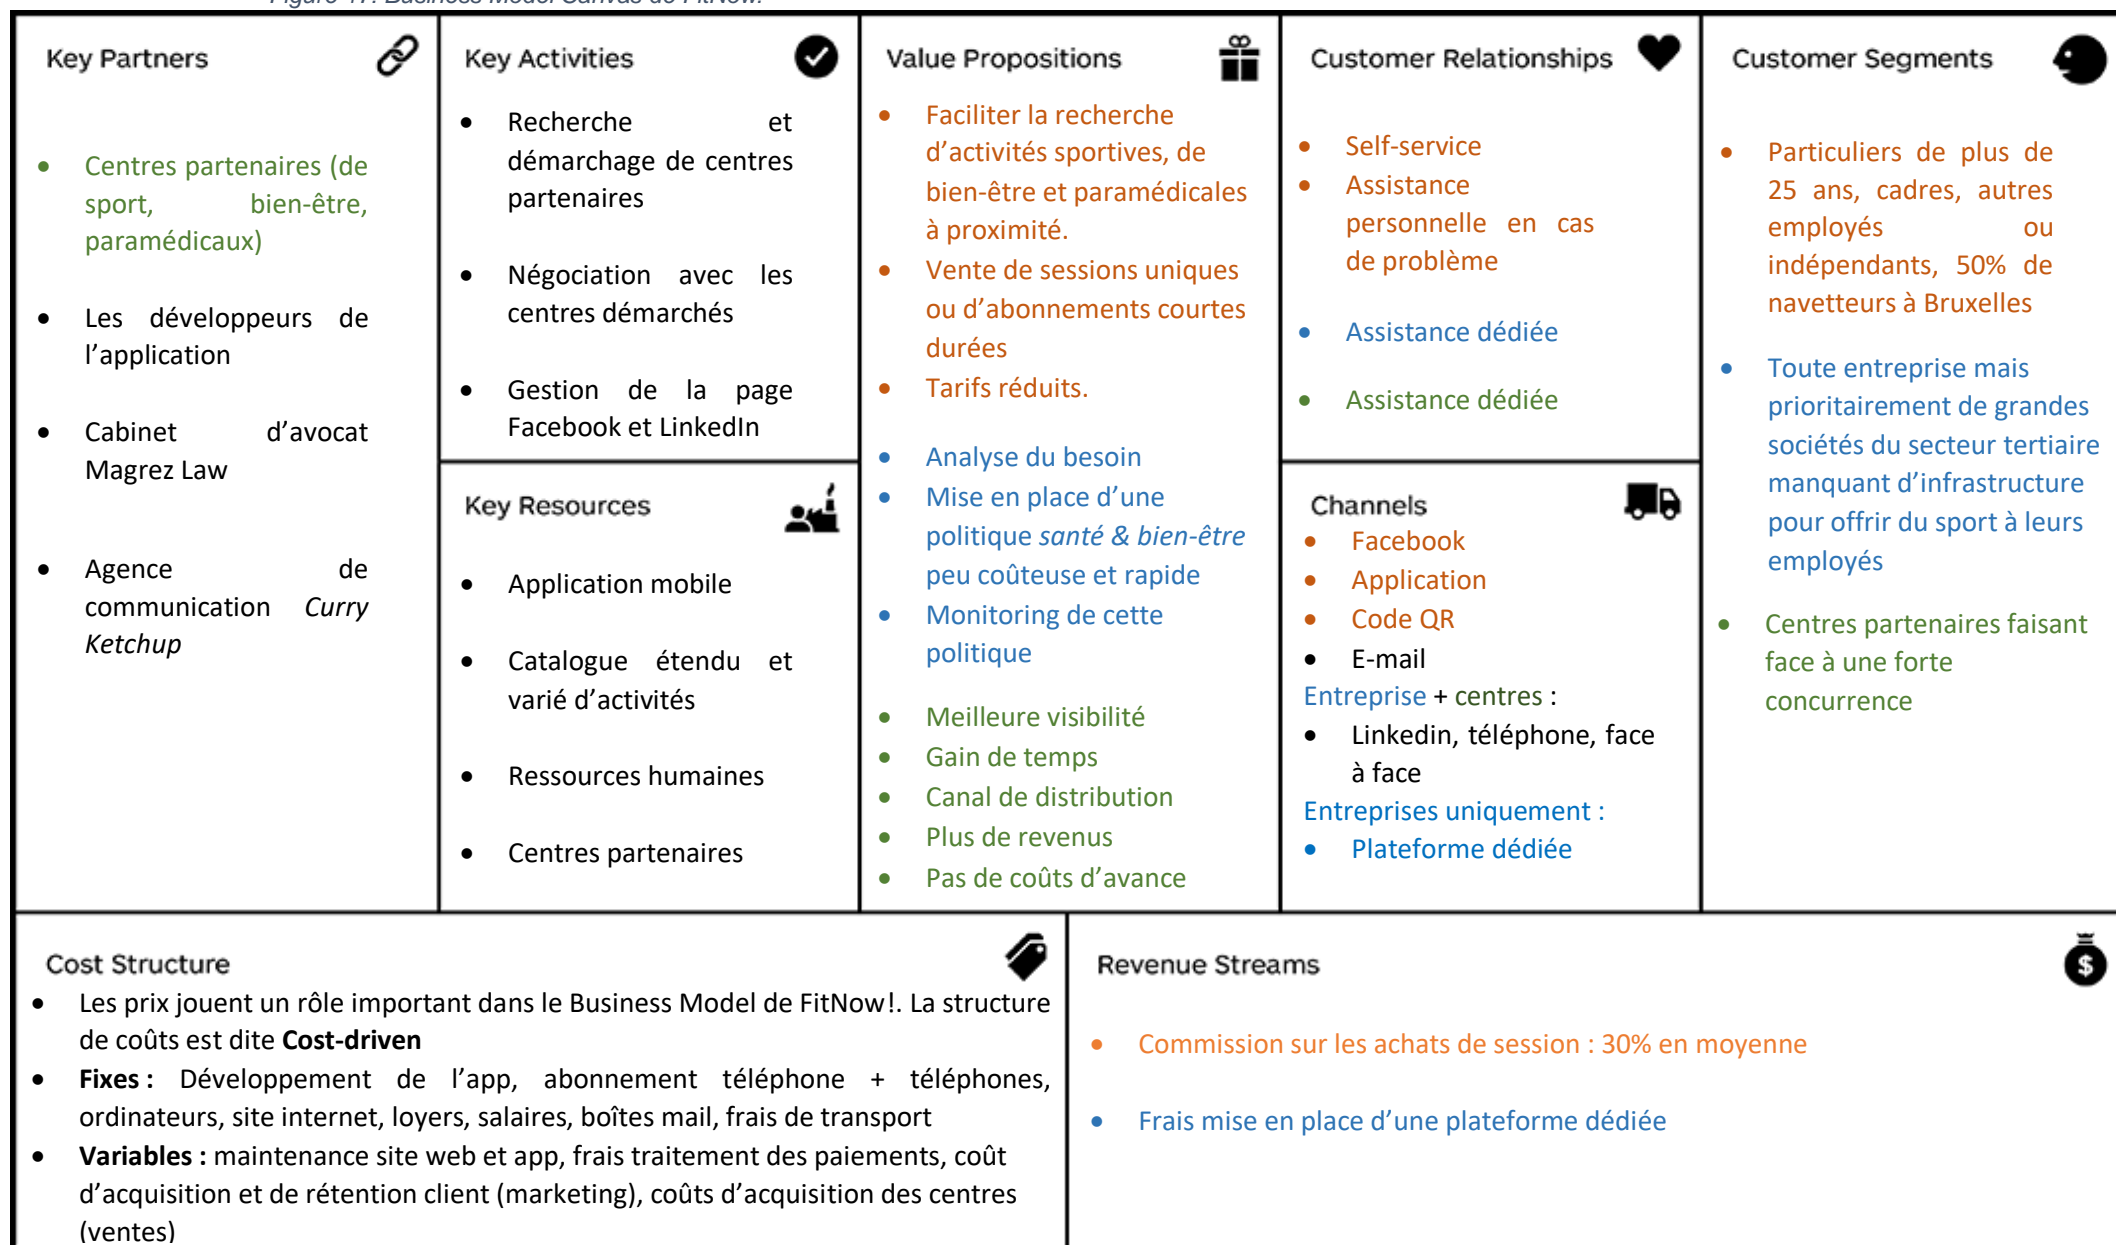 Figure 17: Business Model Canvas de FitNow!
Key Partners
• Centres partenaires (de
sport, bien-être,
paramédicaux)
• Les développeurs de
l’application
• Cabinet d’avocat
Magrez Law
• Agence de
communication Curry
Ketchup
Key Activities
• Recherche et
démarchage de centres
partenaires
• Négociation avec les
centres démarchés
• Gestion de la page
Facebook et LinkedIn
Key Resources
• Application mobile
• Catalogue étendu et
varié d’activités
• Ressources humaines
• Centres partenaires
Value Propositions
• Faciliter la recherche
d’activités sportives, de
bien-être et paramédicales
à proximité.
• Vente de sessions uniques
ou d’abonnements courtes
durées
• Tarifs réduits.
• Analyse du besoin
• Mise en place d’une
politique santé & bien-être
peu coûteuse et rapide
• Monitoring de cette
politique
• Meilleure visibilité
• Gain de temps
• Canal de distribution
• Plus de revenus
• Pas de coûts d’avance
Customer Relationships
• Self-service
• Assistance
personnelle en cas
de problème
• Assistance dédiée
• Assistance dédiée
Channels
• Facebook
• Application
• Code QR
• E-mail
Entreprise + centres :
• Linkedin, téléphone, face
à face
Entreprises uniquement :
• Plateforme dédiée
Customer Segments
• Particuliers de plus de
25 ans, cadres, autres
employés ou
indépendants, 50% de
navetteurs à Bruxelles
• Toute entreprise mais
prioritairement de grandes
sociétés du secteur tertiaire
manquant d’infrastructure
pour offrir du sport à leurs
employés
• Centres partenaires faisant
face à une forte
concurrence
Cost Structure
• Les prix jouent un rôle important dans le Business Model de FitNow!. La structure
de coûts est dite Cost-driven
• Fixes : Développement de l’app, abonnement téléphone + téléphones,
ordinateurs, site internet, loyers, salaires, boîtes mail, frais de transport
• Variables : maintenance site web et app, frais traitement des paiements, coût
d’acquisition et de rétention client (marketing), coûts d’acquisition des centres
(ventes)
Revenue Streams
$
• Commission sur les achats de session : 30% en moyenne
• Frais mise en place d’une plateforme dédiée